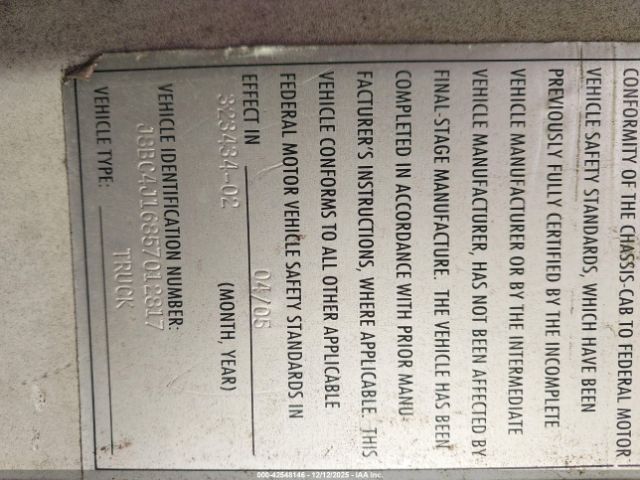 CONFORMITY OF THE CHASSIS-CAB TO FEDERAL MOTOR
VEHICLE SAFETY STANDARDS, WHICH HAVE BEEN
PREVIOUSLY FULLY CERTIFIED BY THE INCOMPLETE
VEHICLE MANUFACTURER OR BY THE INTERMEDIATE
VEHICLE MANUFACTURER, HAS NOT BEEN AFFECTED BY
FINAL-STAGE MANUFACTURE. THE VEHICLE HAS BEEN
COMPLETED IN ACCORDANCE WITH PRIOR MANU-
FACTURER'S INSTRUCTIONS, WHERE APPLICABLE. THIS
VEHICLE CONFORMS TO ALL OTHER APPLICABLE
FEDERAL MOTOR VEHICLE SAFETY STANDARDS IN
EFFECT IN 04/05
323434-02 (MONTH, YEAR)
VEHICLE IDENTIFICATION NUMBER:
J8BC4J16857012817
VEHICLE TYPE: TRUCK
000-42548146 - 12/12/2025 - IAA Inc.